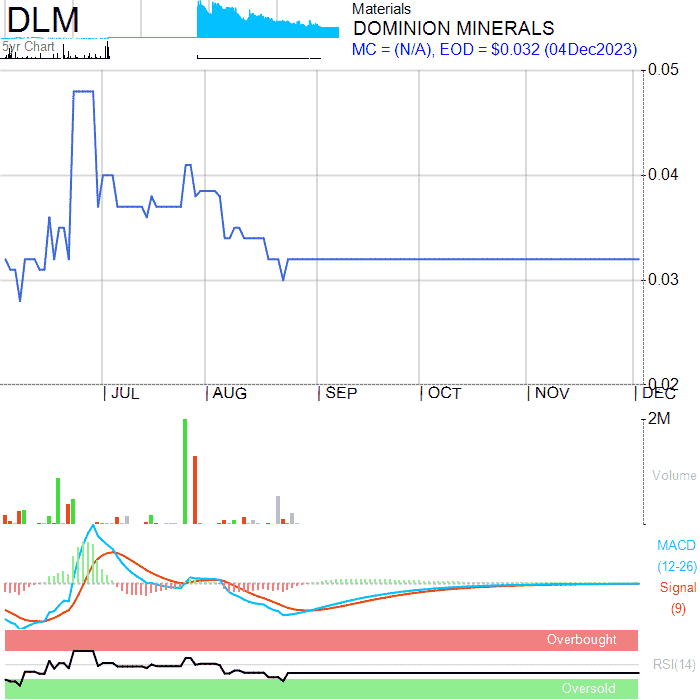 DLM
5yr Chart
Materials
DOMINION MINERALS
MC = (N/A), EOD = $0.032 (04Dec2023)
0.05
0.04
0.03
0.02
JUL AUG SEP OCT NOV DEC
2M
Volume
MACD
(12-26)
Signal
(9)
Overbought
RSI(14)
Oversold